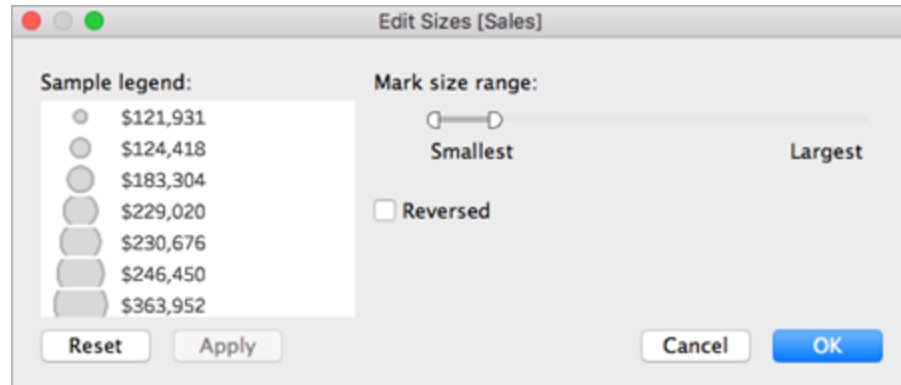 Edit Sizes [Sales]
Sample legend:
$121,931
$124,418
$183,304
$229,020
$230,676
$246,450
$363,952
Mark size range:
Smallest
Largest
Reversed
Reset
Apply
Cancel
OK